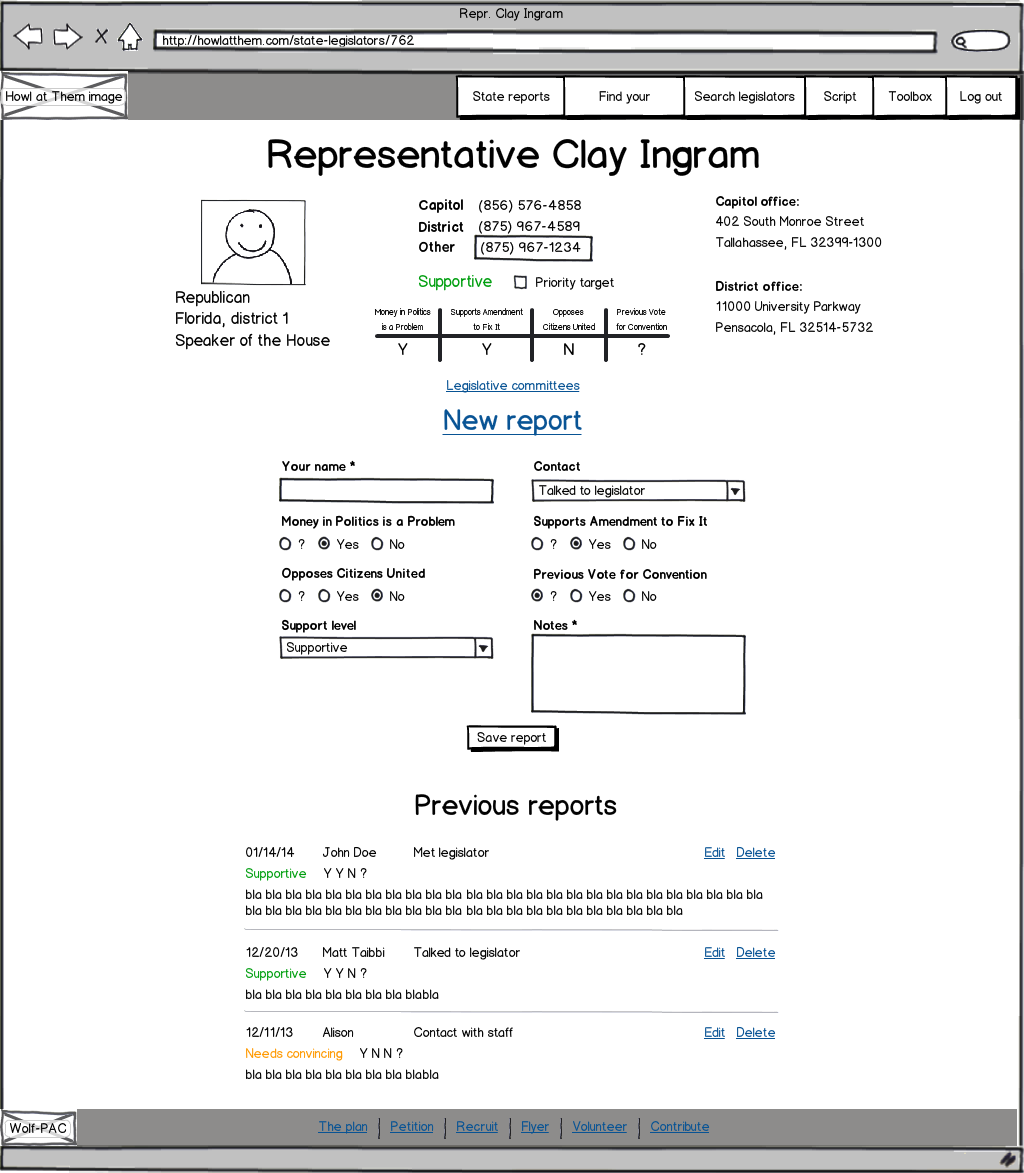 Repr. Clay Ingram
http://howlatthem.com/state-legislators/762
Howl at Them image
State reports
Find your
Search legislators
Script
Toolbox
Log out
Representative Clay Ingram
Republican
Florida, district 1
Speaker of the House
Capitol (856) 576-4858
District (875) 967-4589
Other (875) 967-1234
Supportive Priority target
Capitol office:
402 South Monroe Street
Tallahassee, FL 32399-1300
District office:
11000 University Parkway
Pensacola, FL 32514-5732
Money in Politics Supports Amendment Opposes Previous Vote
is a Problem to Fix It Citizens United for Convention
Y Y N ?
Legislative committees
New report
Your name * Contact
Talked to legislator
Money in Politics is a Problem Supports Amendment to Fix It
? Yes No ? Yes No
Opposes Citizens United Previous Vote for Convention
? Yes No ? Yes No
Support level Notes *
Supportive
Save report
Previous reports
01/14/14 John Doe Met legislator Edit Delete
Supportive Y Y N ?
bla bla bla bla bla bla bla bla bla bla bla bla bla bla bla bla bla bla bla bla bla bla bla bla bla bla
bla bla bla bla bla bla bla bla bla bla bla bla bla bla bla bla bla bla bla bla bla bla
12/20/13 Matt Taibbi Talked to legislator Edit Delete
Supportive Y Y N ?
bla bla bla bla bla bla bla bla blabla
12/11/13 Alison Contact with staff Edit Delete
Needs convincing Y N N ?
bla bla bla bla bla bla bla bla blabla
Wolf-PAC
The plan Petition Recruit Flyer Volunteer Contribute